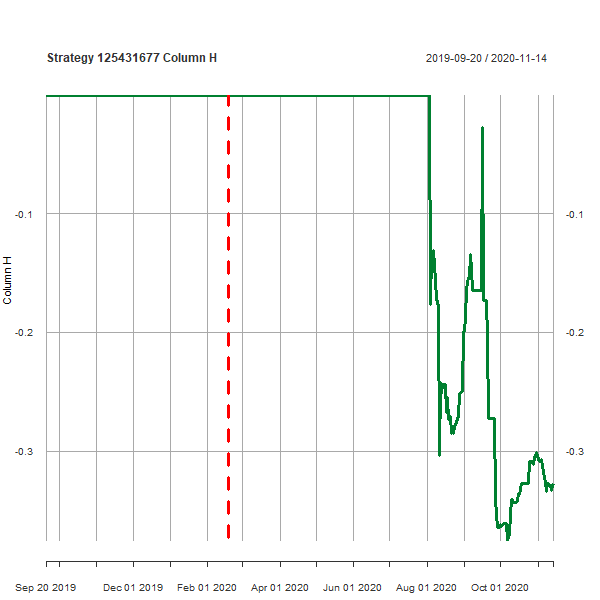 Strategy 125431677 Column H
2019-09-20 / 2020-11-14
-0.1 -0.1
-0.2 -0.2
-0.3 -0.3
Column H
Sep 20 2019 Dec 01 2019 Feb 01 2020 Apr 01 2020 Jun 01 2020 Aug 01 2020 Oct 01 2020